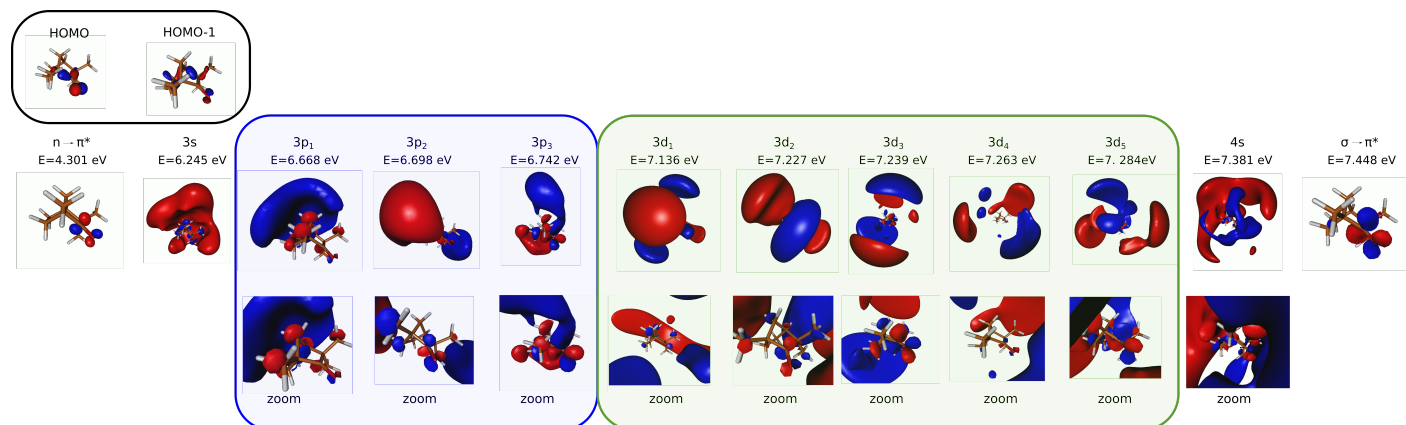 HOMO HOMO-1
n→π* 3s 3p₁ 3p₂ 3p₃ 3d₁ 3d₂ 3d₃ 3d₄ 3d₅ 4s σ→π*
E=4.301 eV E=6.245 eV E=6.668 eV E=6.698 eV E=6.742 eV E=7.136 eV E=7.227 eV E=7.239 eV E=7.263 eV E=7. 284eV E=7.381 eV E=7.448 eV
zoom zoom zoom zoom zoom zoom zoom zoom zoom